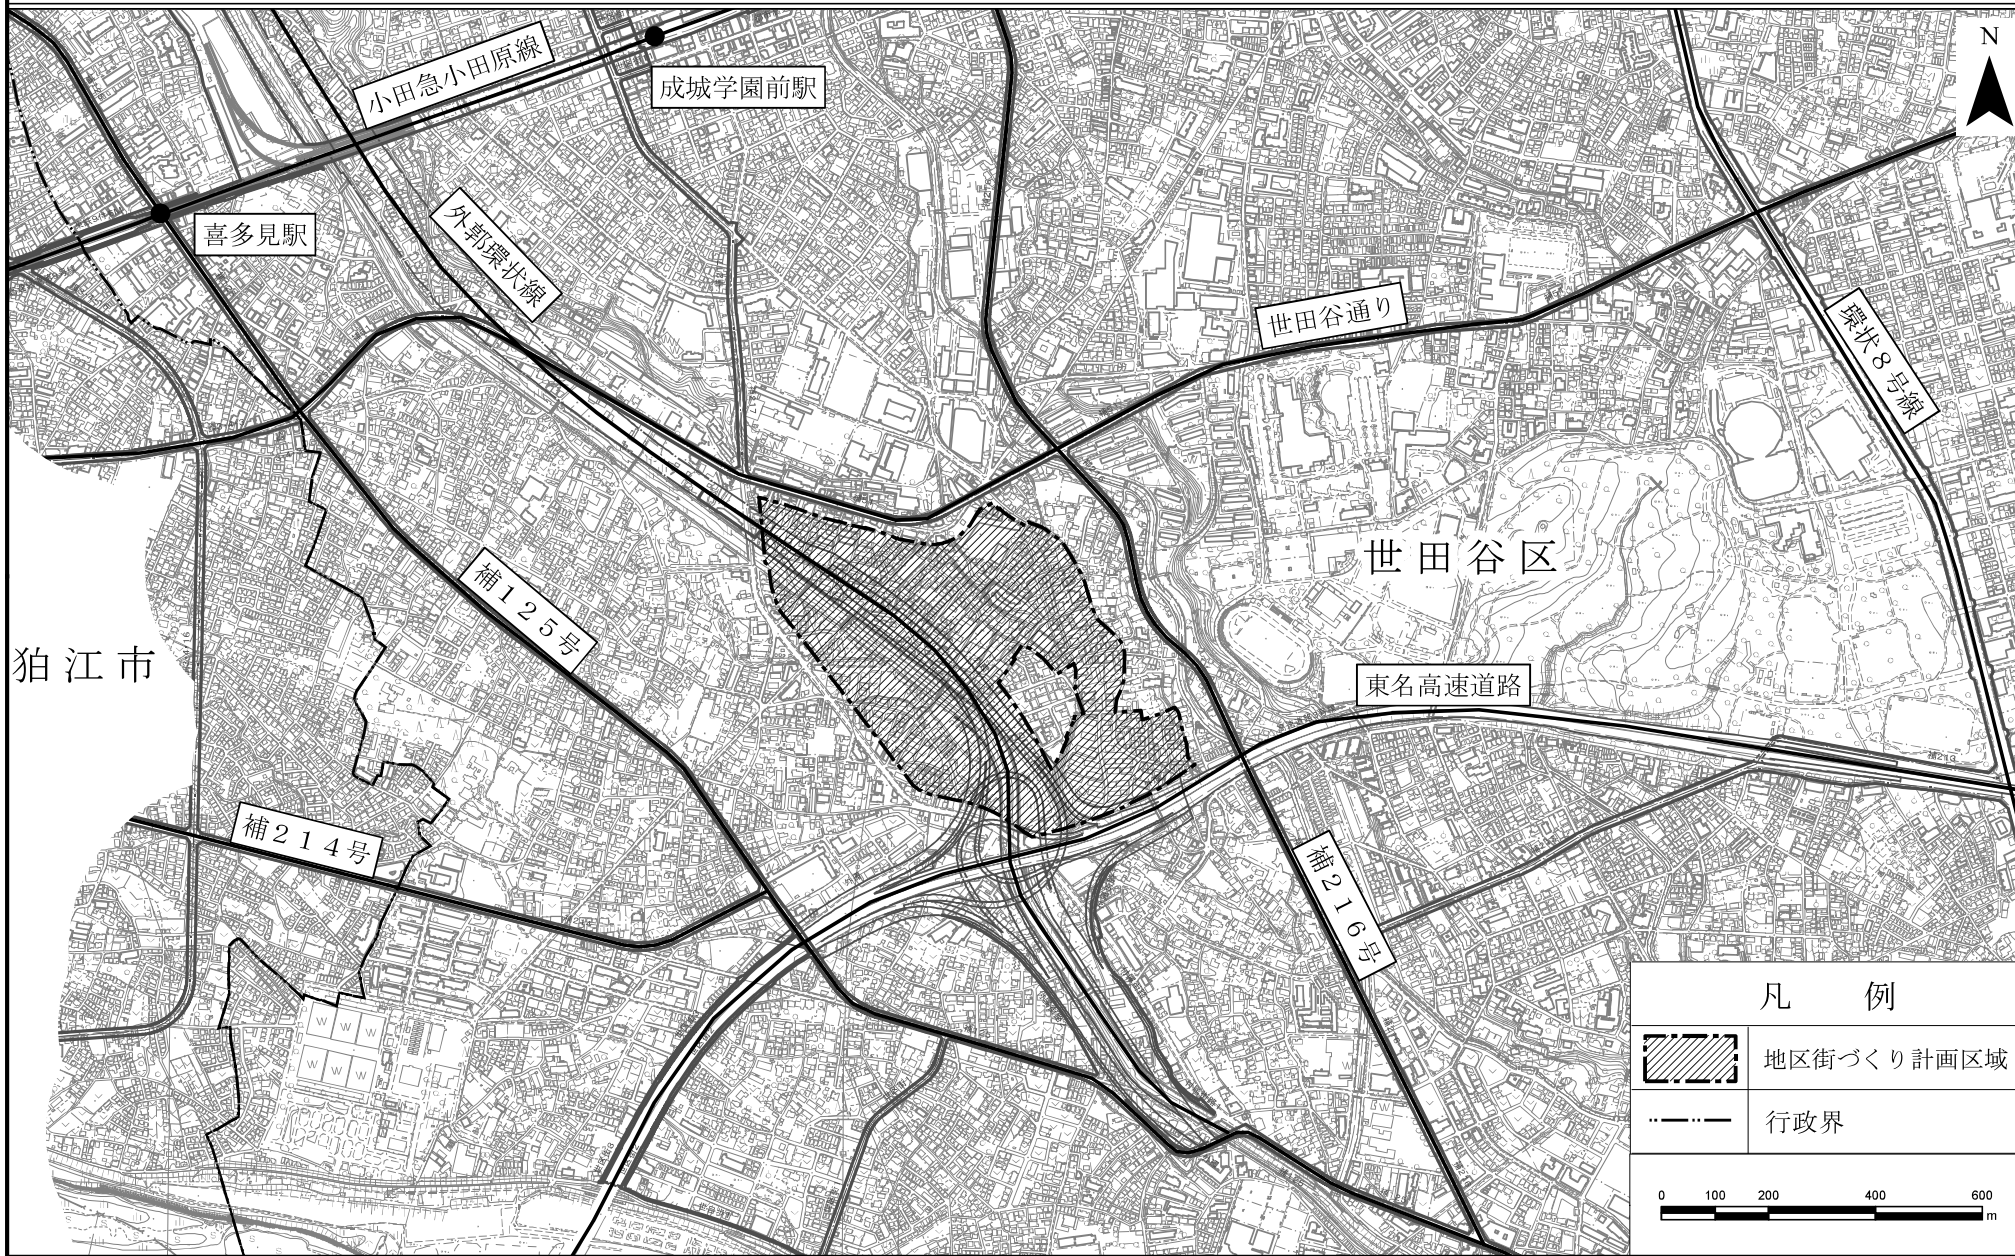 N
小田急小田原線
成城学園前駅
喜多見駅
外郭環状線
世田谷通り
環状8号線
世田谷区
補125号
狛江市
東名高速道路
補214号
補216号
凡 例
地区街づくり計画区域
行政界
0 100 200 400 600
m